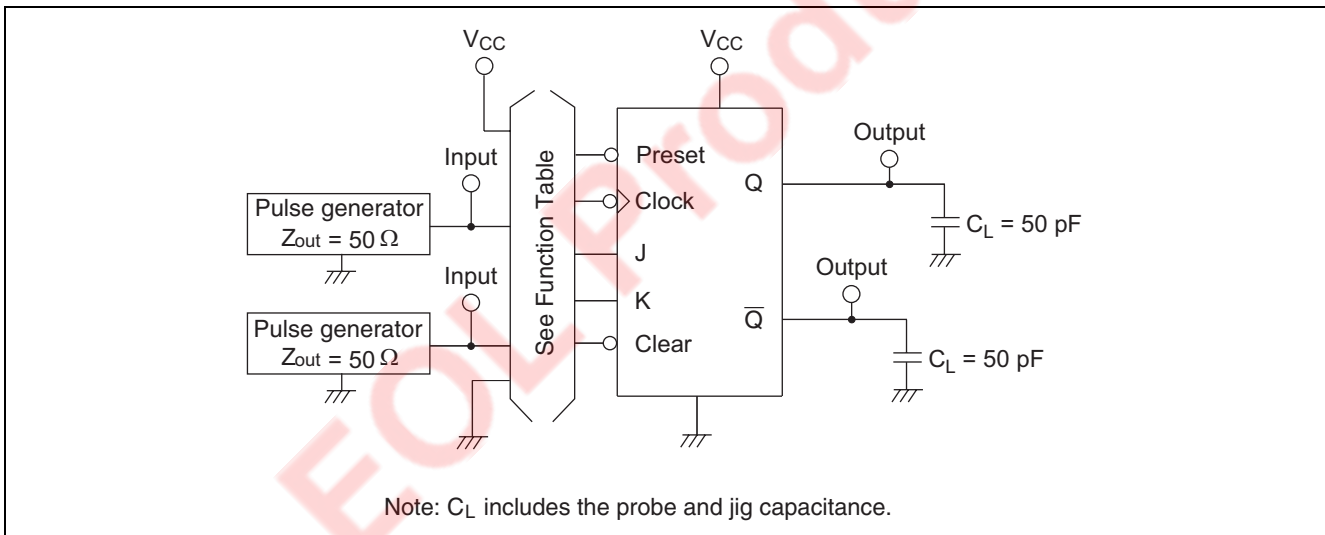 VCC
VCC
Output
Input
See Function Table
Preset
Q
Clock
Pulse generator
Zout = 50 Ω
CL = 50 pF
J
Input
Output
K
Q̅
Pulse generator
Zout = 50 Ω
Clear
CL = 50 pF
Note: CL includes the probe and jig capacitance.
EOL Produ